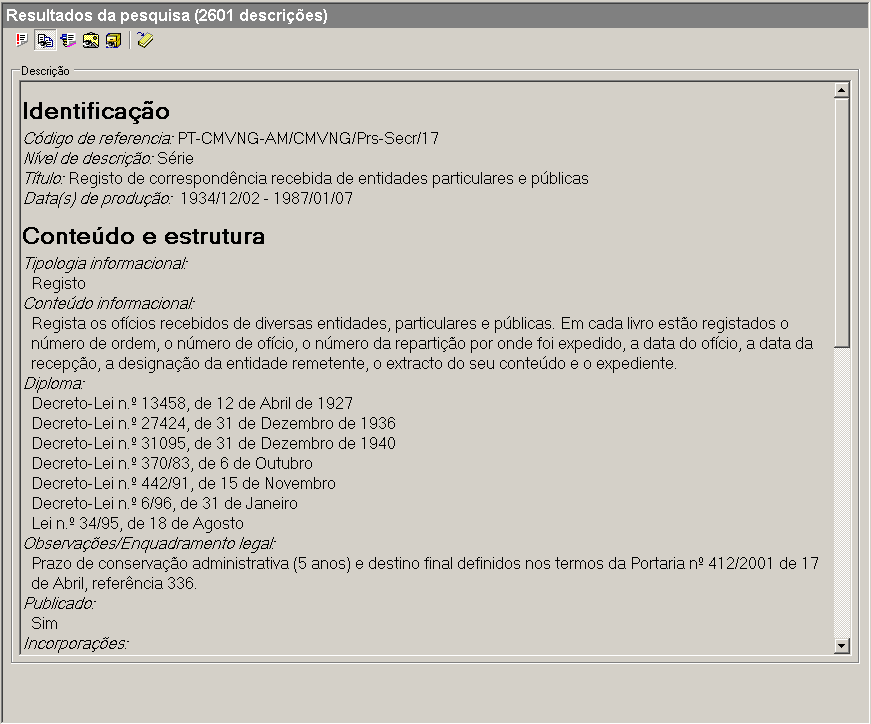 Resultados da pesquisa (2601 descrições)
Descrição
Identificação
Código de referencia: PT-CMVNG-AM/CMVNG/Prs-Secr/17
Nível de descrição: Série
Título: Registo de correspondência recebida de entidades particulares e públicas
Data(s) de produção: 1934/12/02 - 1987/01/07
Conteúdo e estrutura
Tipologia informacional:
Registo
Conteúdo informacional:
Regista os ofícios recebidos de diversas entidades, particulares e públicas. Em cada livro estão registados o
número de ordem, o número de ofício, o número da repartição por onde foi expedido, a data do ofício, a data da
recepção, a designação da entidade remetente, o extracto do seu conteúdo e o expediente.
Diploma:
Decreto-Lei n.º 13458, de 12 de Abril de 1927
Decreto-Lei n.º 27424, de 31 de Dezembro de 1936
Decreto-Lei n.º 31095, de 31 de Dezembro de 1940
Decreto-Lei n.º 370/83, de 6 de Outubro
Decreto-Lei n.º 442/91, de 15 de Novembro
Decreto-Lei n.º 6/96, de 31 de Janeiro
Lei n.º 34/95, de 18 de Agosto
Observações/Enquadramento legal:
Prazo de conservação administrativa (5 anos) e destino final definidos nos termos da Portaria nº 412/2001 de 17
de Abril, referência 336.
Publicado:
Sim
Incorporações: